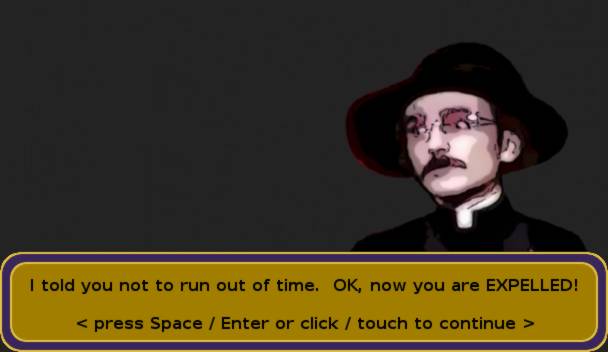 I told you not to run out of time.  OK, now you are EXPELLED!
< press Space / Enter or click / touch to continue >